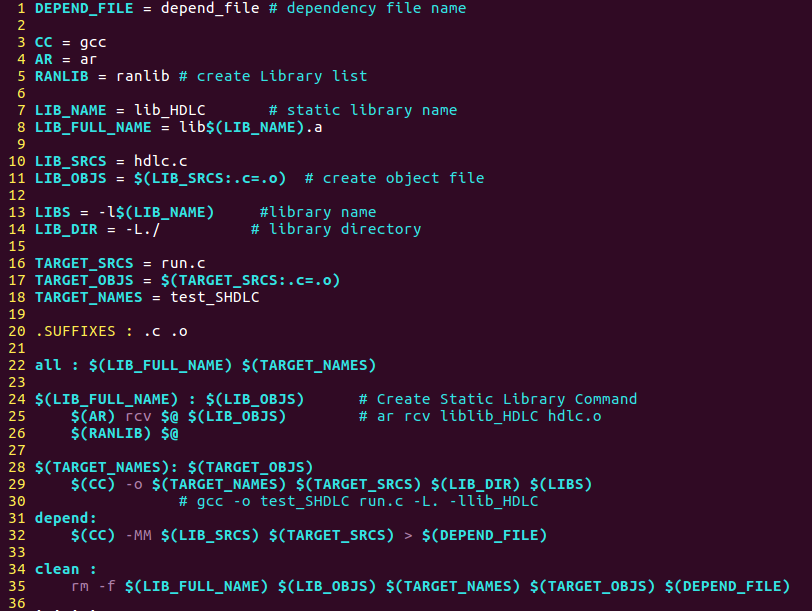 1 DEPEND_FILE = depend_file # dependency file name
2
3 CC = gcc
4 AR = ar
5 RANLIB = ranlib # create Library list
6
7 LIB_NAME = lib_HDLC       # static library name
8 LIB_FULL_NAME = lib$(LIB_NAME).a
9
10 LIB_SRCS = hdlc.c
11 LIB_OBJS = $(LIB_SRCS:.c=.o)  # create object file
12
13 LIBS = -l$(LIB_NAME)     #library name
14 LIB_DIR = -L./          # library directory
15
16 TARGET_SRCS = run.c
17 TARGET_OBJS = $(TARGET_SRCS:.c=.o)
18 TARGET_NAMES = test_SHDLC
19
20 .SUFFIXES : .c .o
21
22 all : $(LIB_FULL_NAME) $(TARGET_NAMES)
23
24 $(LIB_FULL_NAME) : $(LIB_OBJS)      # Create Static Library Command
25     $(AR) rcv $@ $(LIB_OBJS)        # ar rcv liblib_HDLC hdlc.o
26     $(RANLIB) $@
27
28 $(TARGET_NAMES): $(TARGET_OBJS)
29     $(CC) -o $(TARGET_NAMES) $(TARGET_SRCS) $(LIB_DIR) $(LIBS)
30                 # gcc -o test_SHDLC run.c -L. -llib_HDLC
31 depend:
32     $(CC) -MM $(LIB_SRCS) $(TARGET_SRCS) > $(DEPEND_FILE)
33
34 clean :
35     rm -f $(LIB_FULL_NAME) $(LIB_OBJS) $(TARGET_NAMES) $(TARGET_OBJS) $(DEPEND_FILE)
36